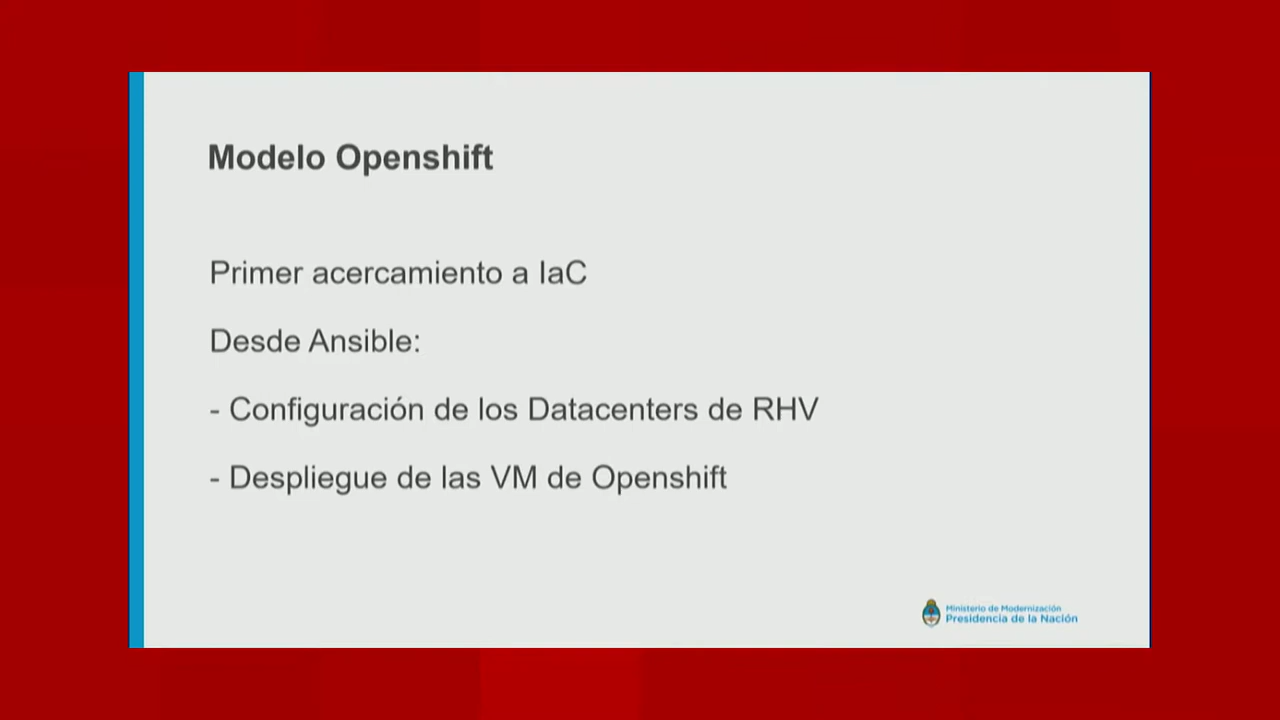 Modelo Openshift
Primer acercamiento a IaC
Desde Ansible:
- Configuración de los Datacenters de RHV
- Despliegue de las VM de Openshift
Ministerio de Modernización
Presidencia de la Nación